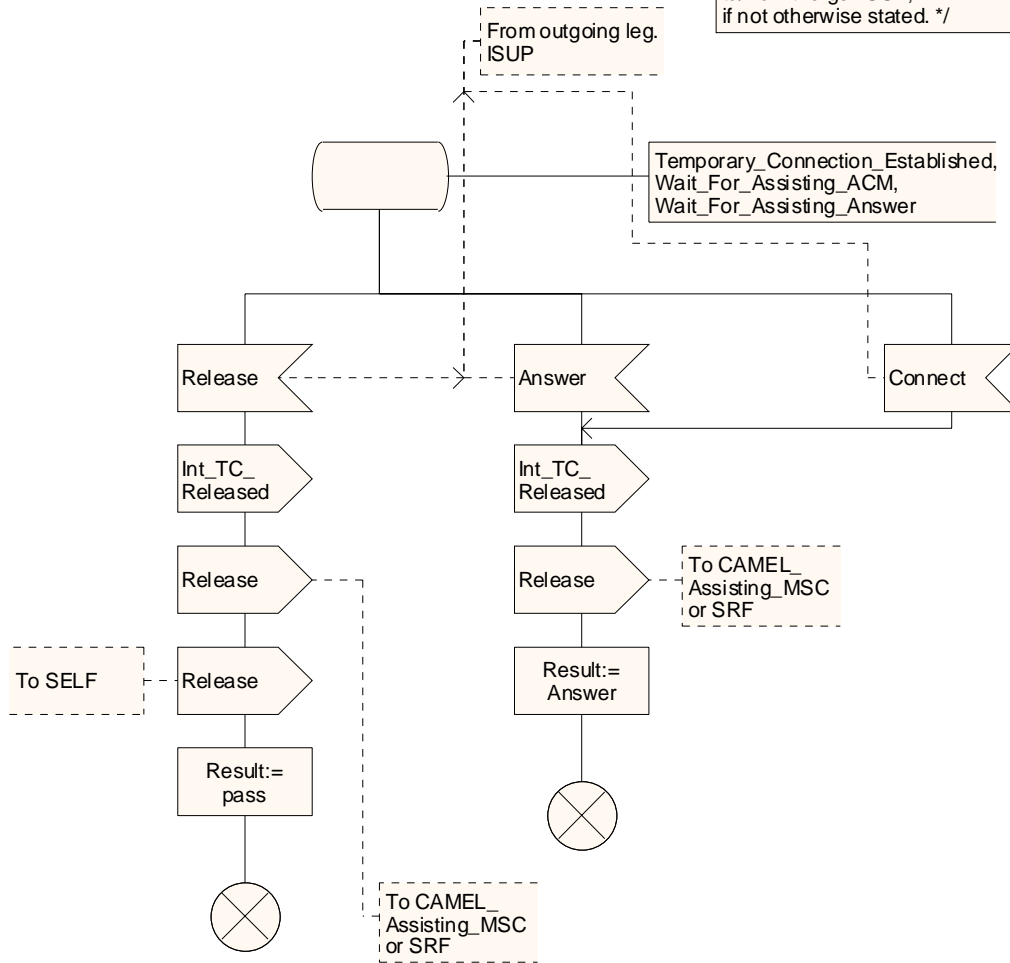 if not otherwise stated. */
From outgoing leg.
ISUP
Temporary_Connection_Established,
Wait_For_Assisting_ACM,
Wait_For_Assisting_Answer
Release
Answer
Connect
Int_TC_
Released
Int_TC_
Released
Release
Release
To CAMEL_
Assisting_MSC
or SRF
To SELF
Release
Result:=
Answer
Result:=
pass
To CAMEL_
Assisting_MSC
or SRF